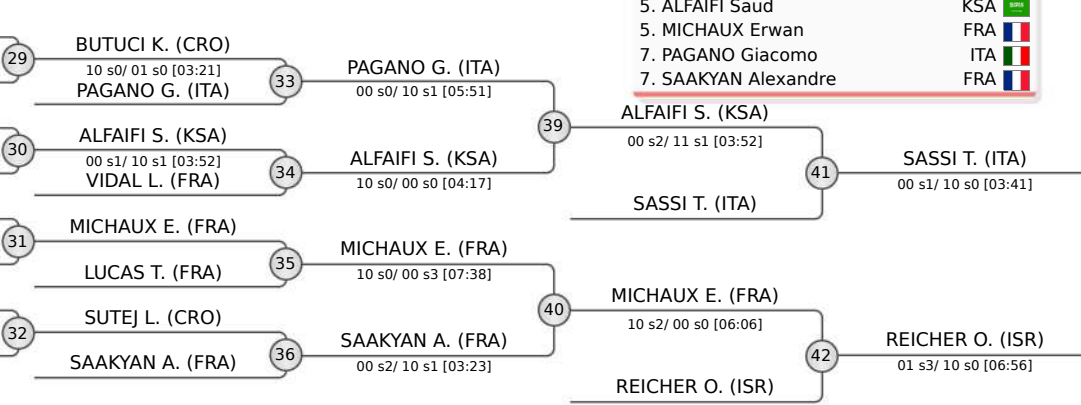 5. ALFAIFI Saud KSA
5. MICHAUX Erwan FRA
7. PAGANO Giacomo ITA
7. SAAKYAN Alexandre FRA
29
BUTUCI K. (CRO)
10 s0/ 01 s0 [03:21]
PAGANO G. (ITA)
33
PAGANO G. (ITA)
00 s0/ 10 s1 [05:51]
30
ALFAIFI S. (KSA)
00 s1/ 10 s1 [03:52]
VIDAL L. (FRA)
34
ALFAIFI S. (KSA)
10 s0/ 00 s0 [04:17]
39
ALFAIFI S. (KSA)
00 s2/ 11 s1 [03:52]
SASSI T. (ITA)
41
SASSI T. (ITA)
00 s1/ 10 s0 [03:41]
31
MICHAUX E. (FRA)
LUCAS T. (FRA)
35
MICHAUX E. (FRA)
10 s0/ 00 s3 [07:38]
32
SUTEJ L. (CRO)
SAAKYAN A. (FRA)
36
SAAKYAN A. (FRA)
00 s2/ 10 s1 [03:23]
40
MICHAUX E. (FRA)
10 s2/ 00 s0 [06:06]
REICHER O. (ISR)
42
REICHER O. (ISR)
01 s3/ 10 s0 [06:56]